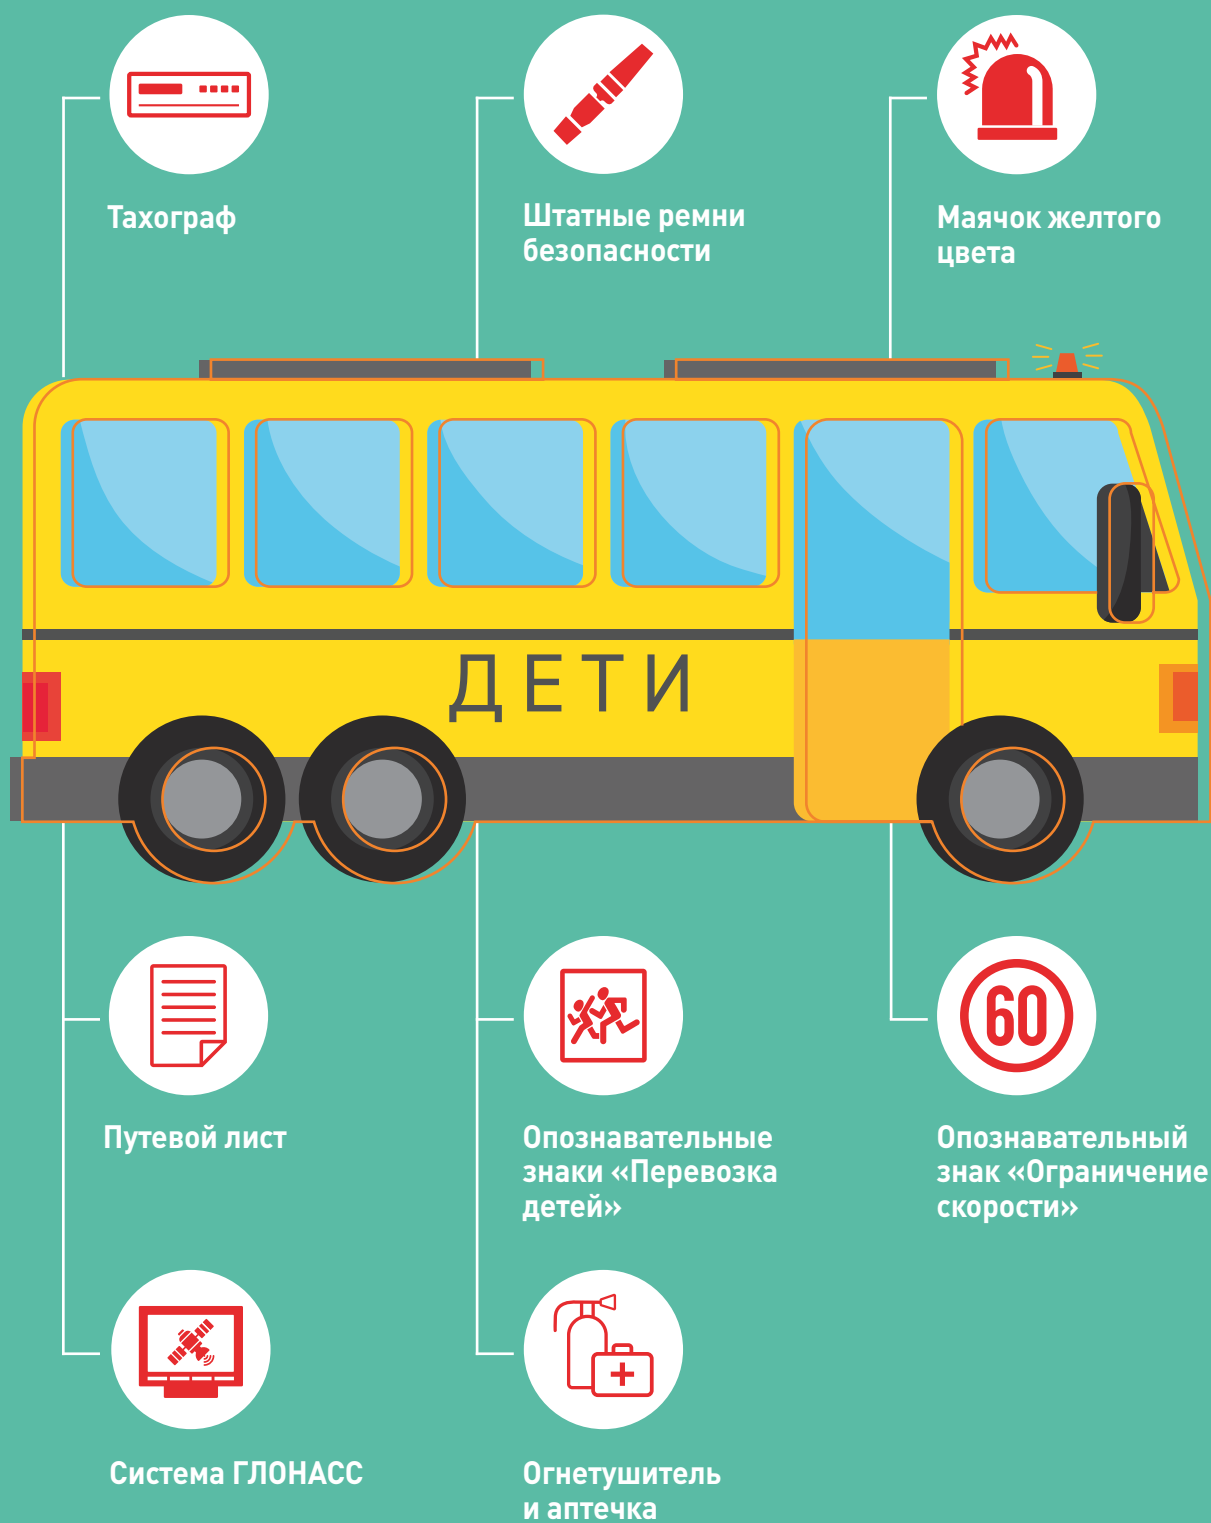 Тахограф
Штатные ремни
безопасности
Маячок желтого
цвета
ДЕТИ
Путевой лист
Опознавательные
знаки «Перевозка
детей»
60
Опознавательный
знак «Ограничение
скорости»
Система ГЛОНАСС
Огнетушитель
и аптечка